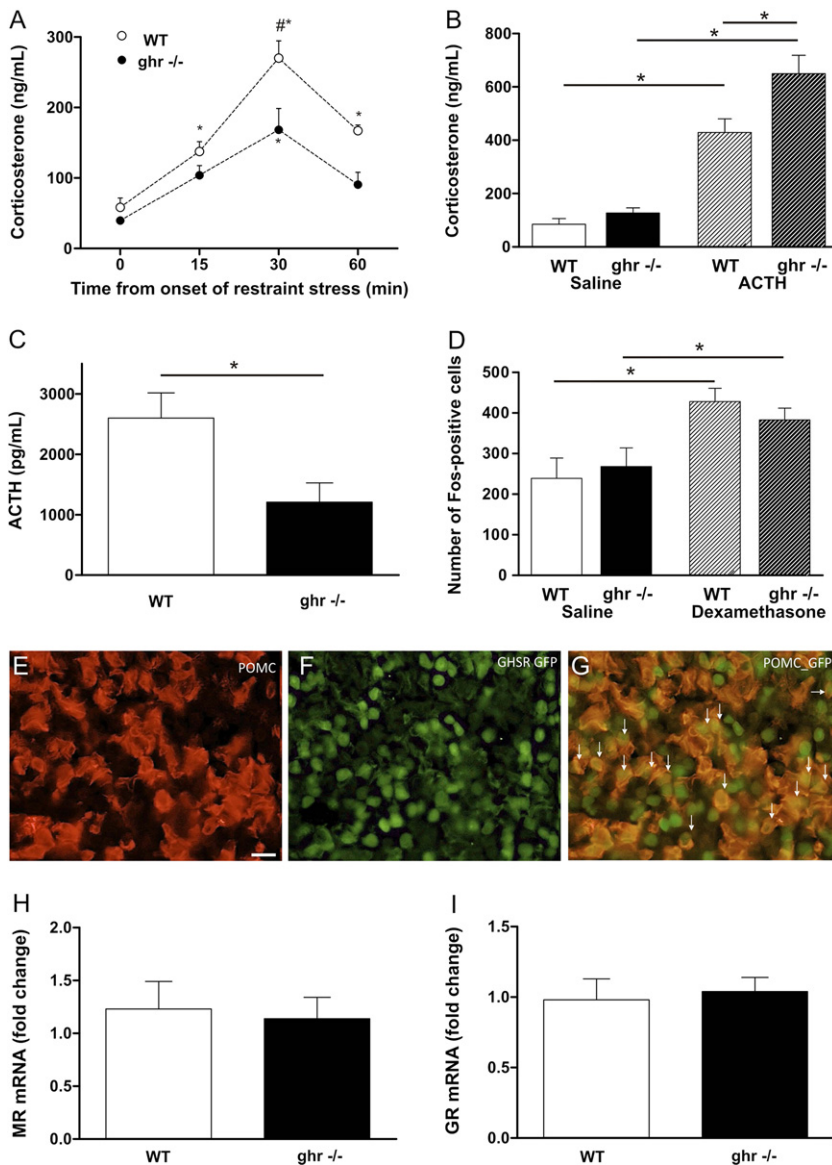 A
Corticosterone (ng/mL)
300
200
100
0
WT
ghr -/-
*
#*
*
*
0 15 30 60
Time from onset of restraint stress (min)
B
Corticosterone (ng/mL)
800
600
400
200
0
*
*
*
WT ghr -/- WT ghr -/-
Saline ACTH
C
ACTH (pg/mL)
3000
2000
1000
0
*
WT ghr -/-
D
Number of Fos-positive cells
500
400
300
200
100
0
*
*
WT ghr -/- WT ghr -/-
Saline Dexamethasone
E
POMC
F
GHSR GFP
G
POMC_GFP
H
MR mRNA (fold change)
2.0
1.5
1.0
0.5
0.0
WT ghr -/-
I
GR mRNA (fold change)
1.5
1.0
0.5
0.0
WT ghr -/-